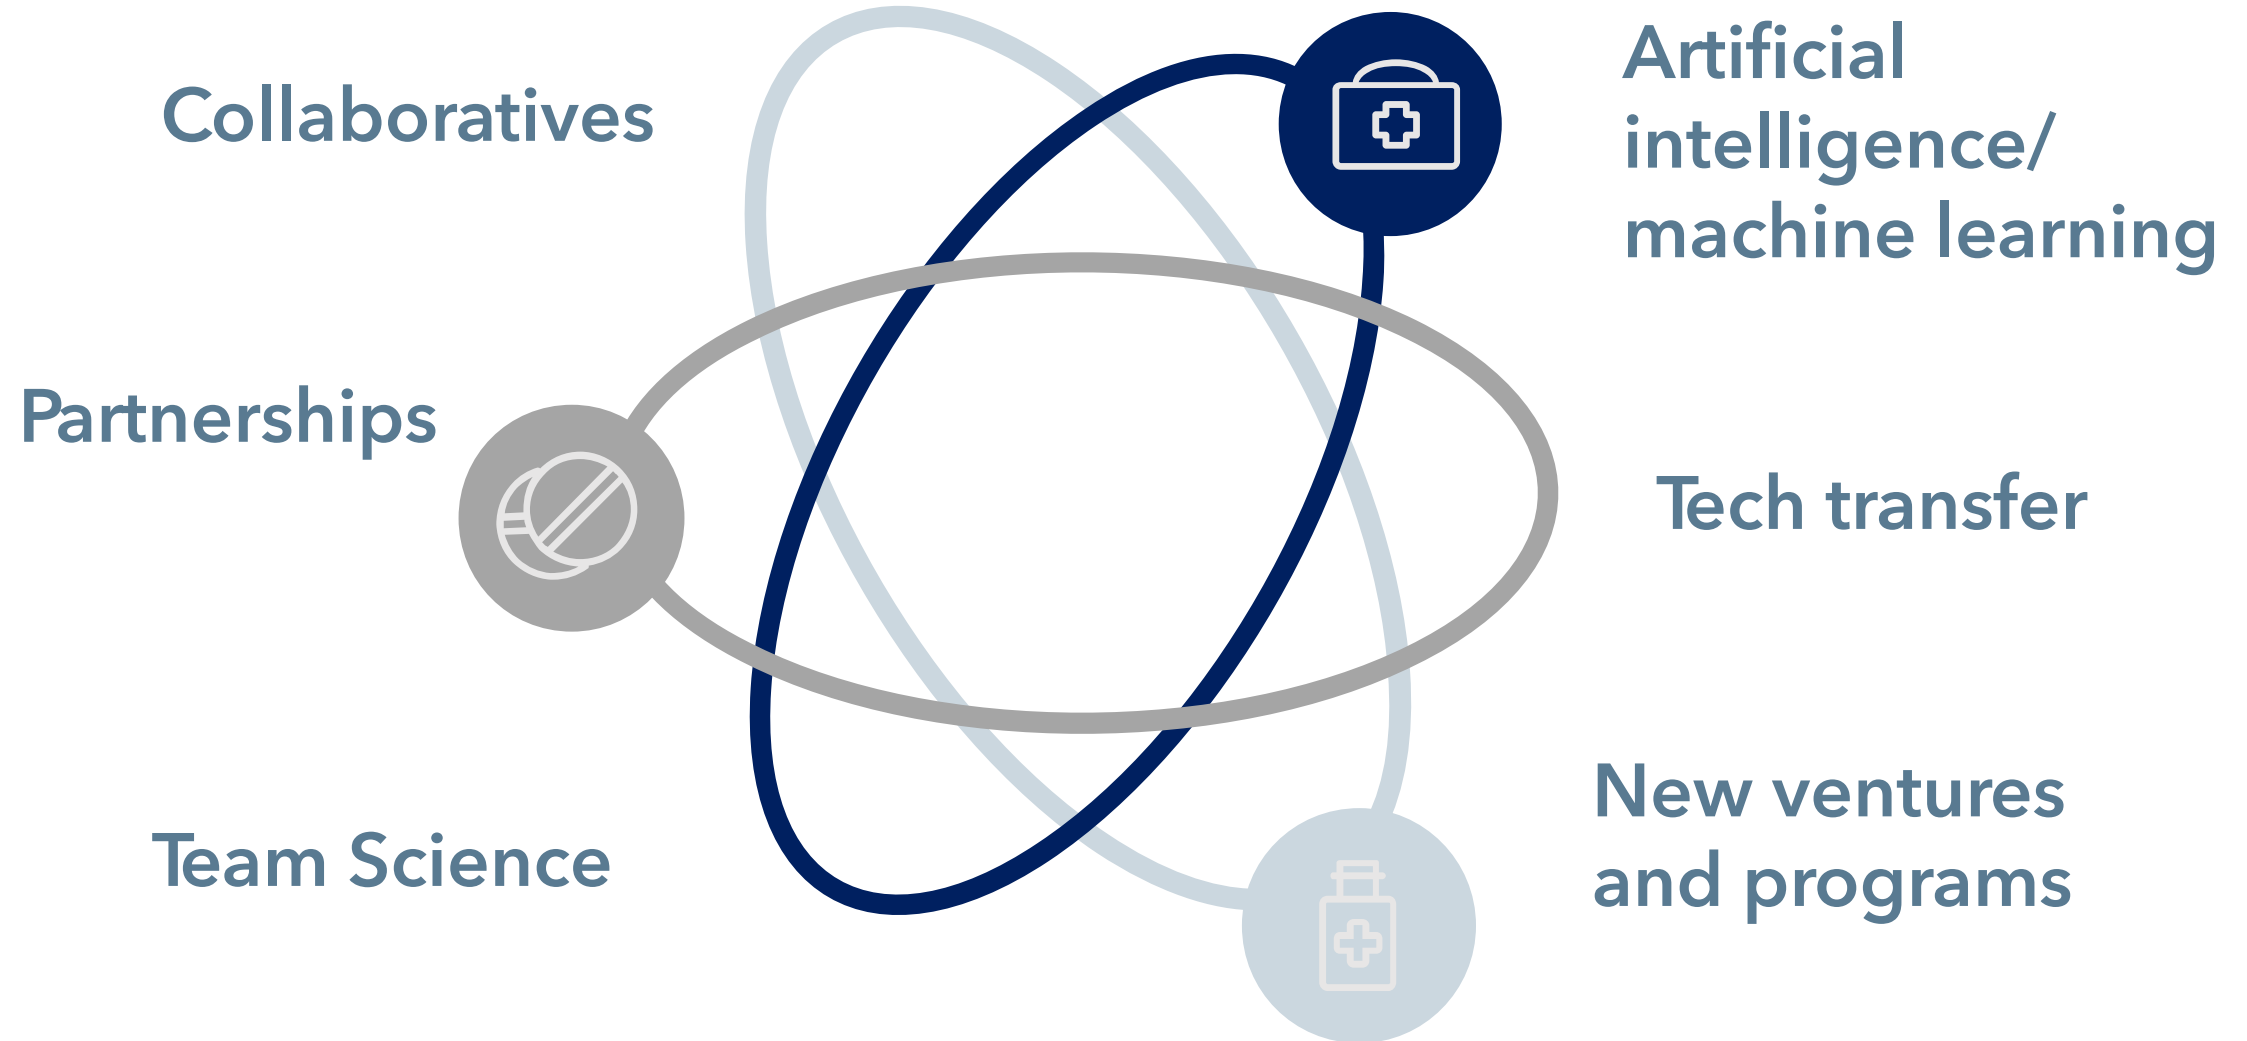 Collaboratives
Partnerships
Team Science
Artificial
intelligence/
machine learning
Tech transfer
New ventures
and programs